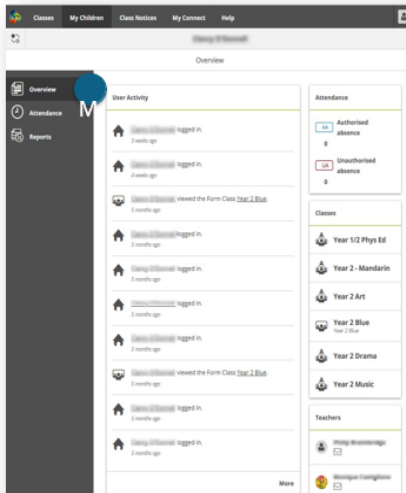 Classes My Children Class Notices My Connect Help
Overview
Overview
Attendance
Reports
M
User Activity
logged in.
3 weeks ago
logged in.
4 weeks ago
viewed the Form Class Year 2 Blue.
3 months ago
logged in.
3 months ago
logged in.
3 months ago
logged in.
3 months ago
logged in.
3 months ago
viewed the Form Class Year 2 Blue.
3 months ago
logged in.
3 months ago
logged in.
3 months ago
More
Attendance
AA Authorised absence
0
UA Unauthorised absence
0
Classes
Year 1/2 Phys Ed
Year 2 - Mandarin
Year 2 Art
Year 2 Blue
Year 2 Blue
Year 2 Drama
Year 2 Music
Teachers